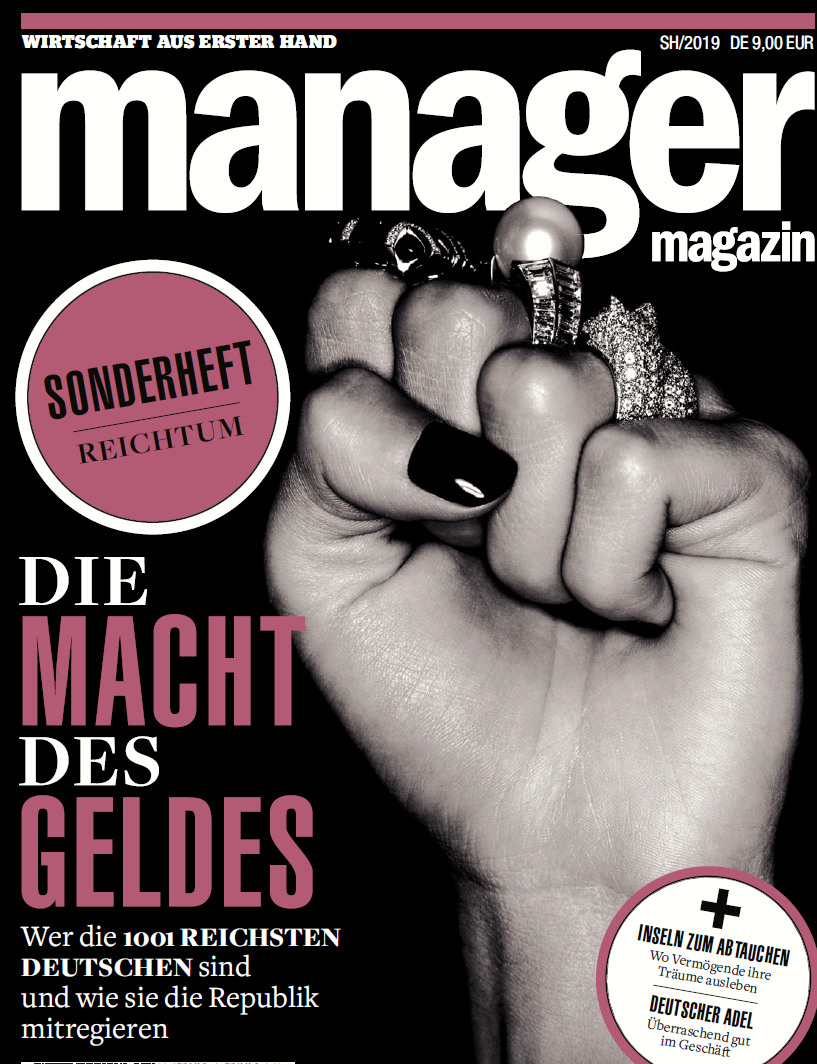 WIRTSCHAFT AUS ERSTER HAND
SH/2019 DE 9,00 EUR
manager
magazin
SONDERHEFT
REICHTUM
DIE
MACHT
DES
GELDES
Wer die 1001 REICHSTEN
DEUTSCHEN sind
und wie sie die Republik
mitregieren
+
INSELN ZUM ABTAUCHEN
Wo Vermögende ihre
Träume ausleben
DEUTSCHER ADEL
Überraschend gut
im Geschäft